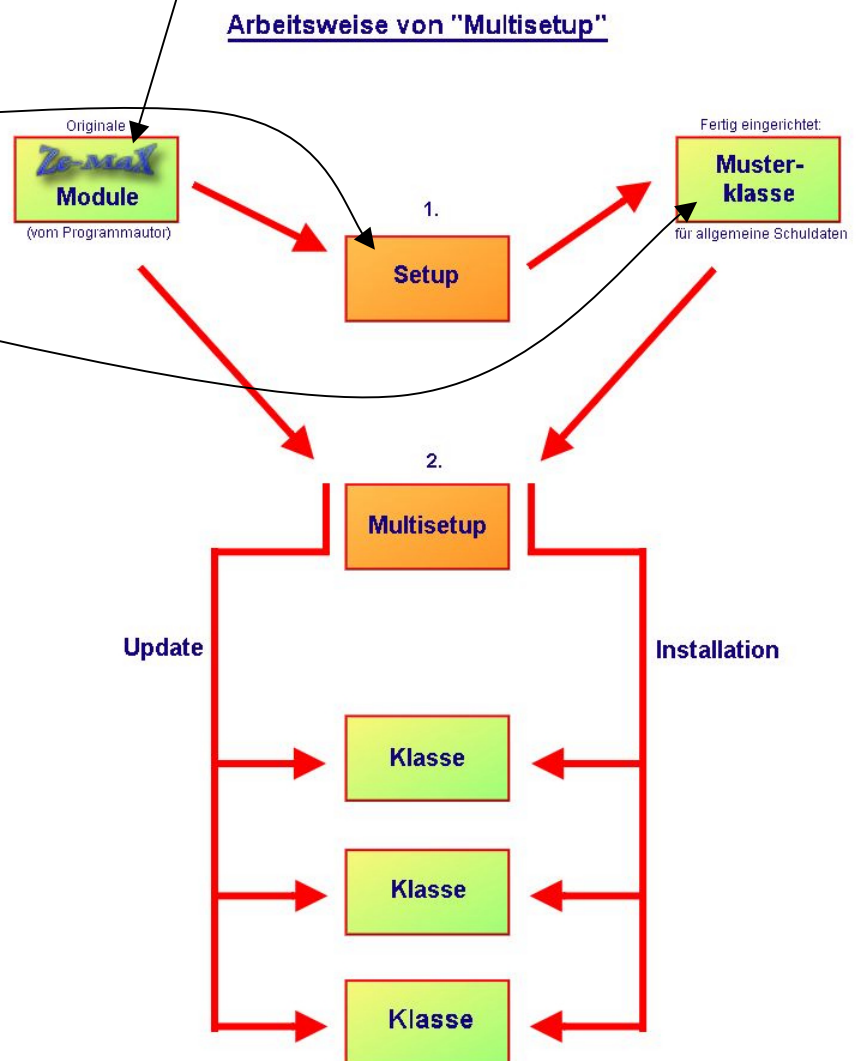 Arbeitsweise von "Multisetup"
Originale
Ze-MaX
Module
(vom Programmautor)
1.
Setup
Fertig eingerichtet:
Muster-
klasse
für allgemeine Schuldaten
2.
Multisetup
Update
Installation
Klasse
Klasse
Klasse